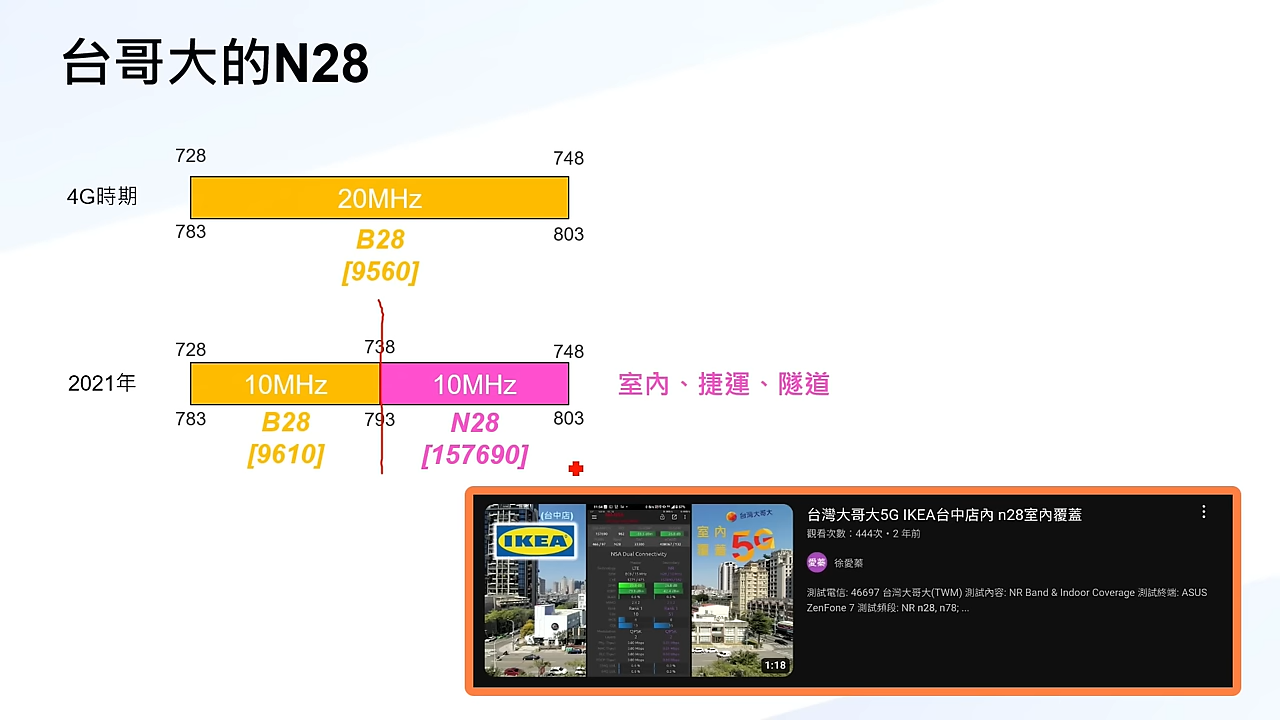 台哥大的N28
728
748
4G時期
20MHz
783
803
B28
[9560]
728
738
748
2021年
10MHz
10MHz
室內、捷運、隧道
783
793
803
B28
N28
[9610]
[157690]
(台中店)
IKEA
NSA Dual Connectivity
台灣大哥大
室內
覆蓋
5G
1:18
台灣大哥大5G IKEA台中店內 n28室內覆蓋
觀看次數：444次 • 2 年前
愛蓁
徐愛蓁
測試電信: 46697 台灣大哥大(TWM) 測試內容: NR Band & Indoor Coverage 測試終端: ASUS
ZenFone 7 測試頻段: NR n28, n78; ...